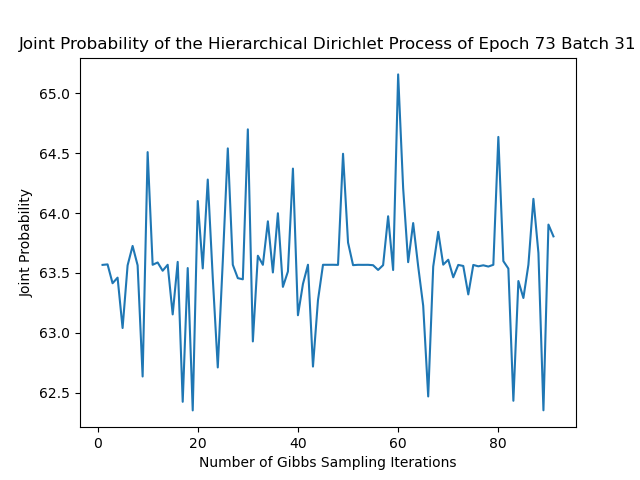 Joint Probability of the Hierarchical Dirichlet Process of Epoch 73 Batch 31
65.0
64.5
64.0
63.5
63.0
62.5
Joint Probability
0 20 40 60 80
Number of Gibbs Sampling Iterations